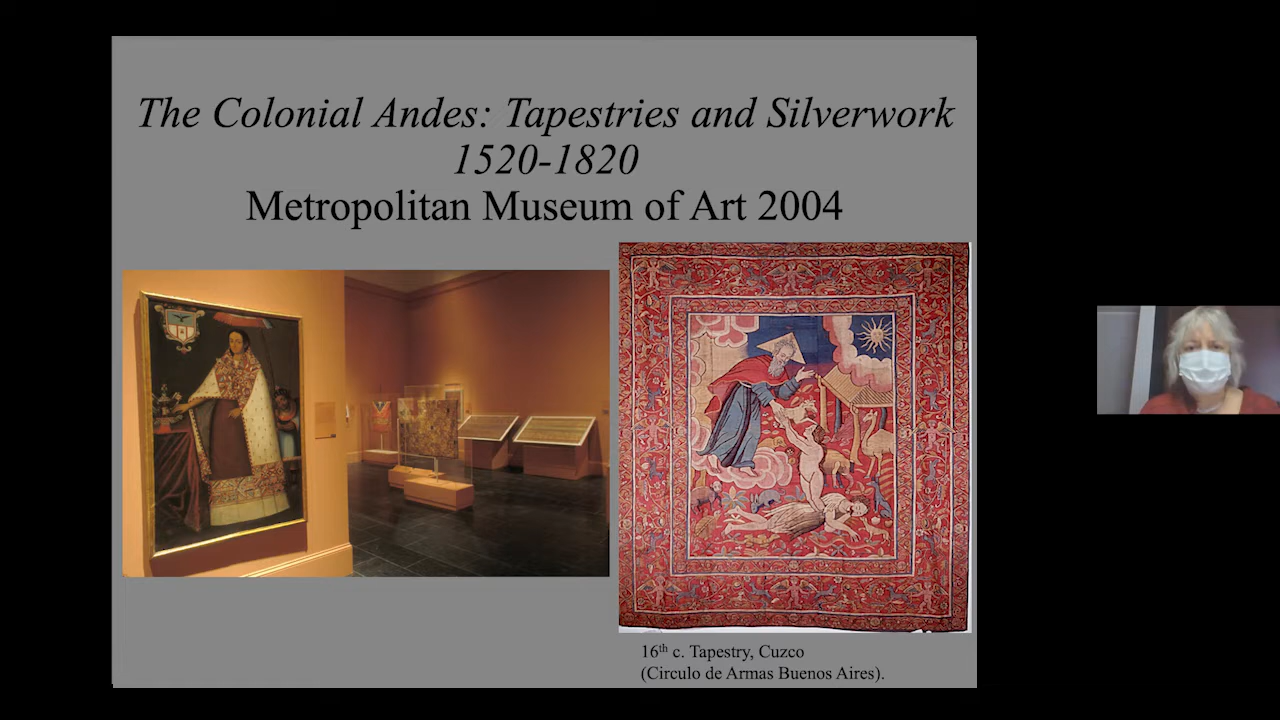 The Colonial Andes: Tapestries and Silverwork
1520-1820
Metropolitan Museum of Art 2004
16th c. Tapestry, Cuzco
(Circulo de Armas Buenos Aires).